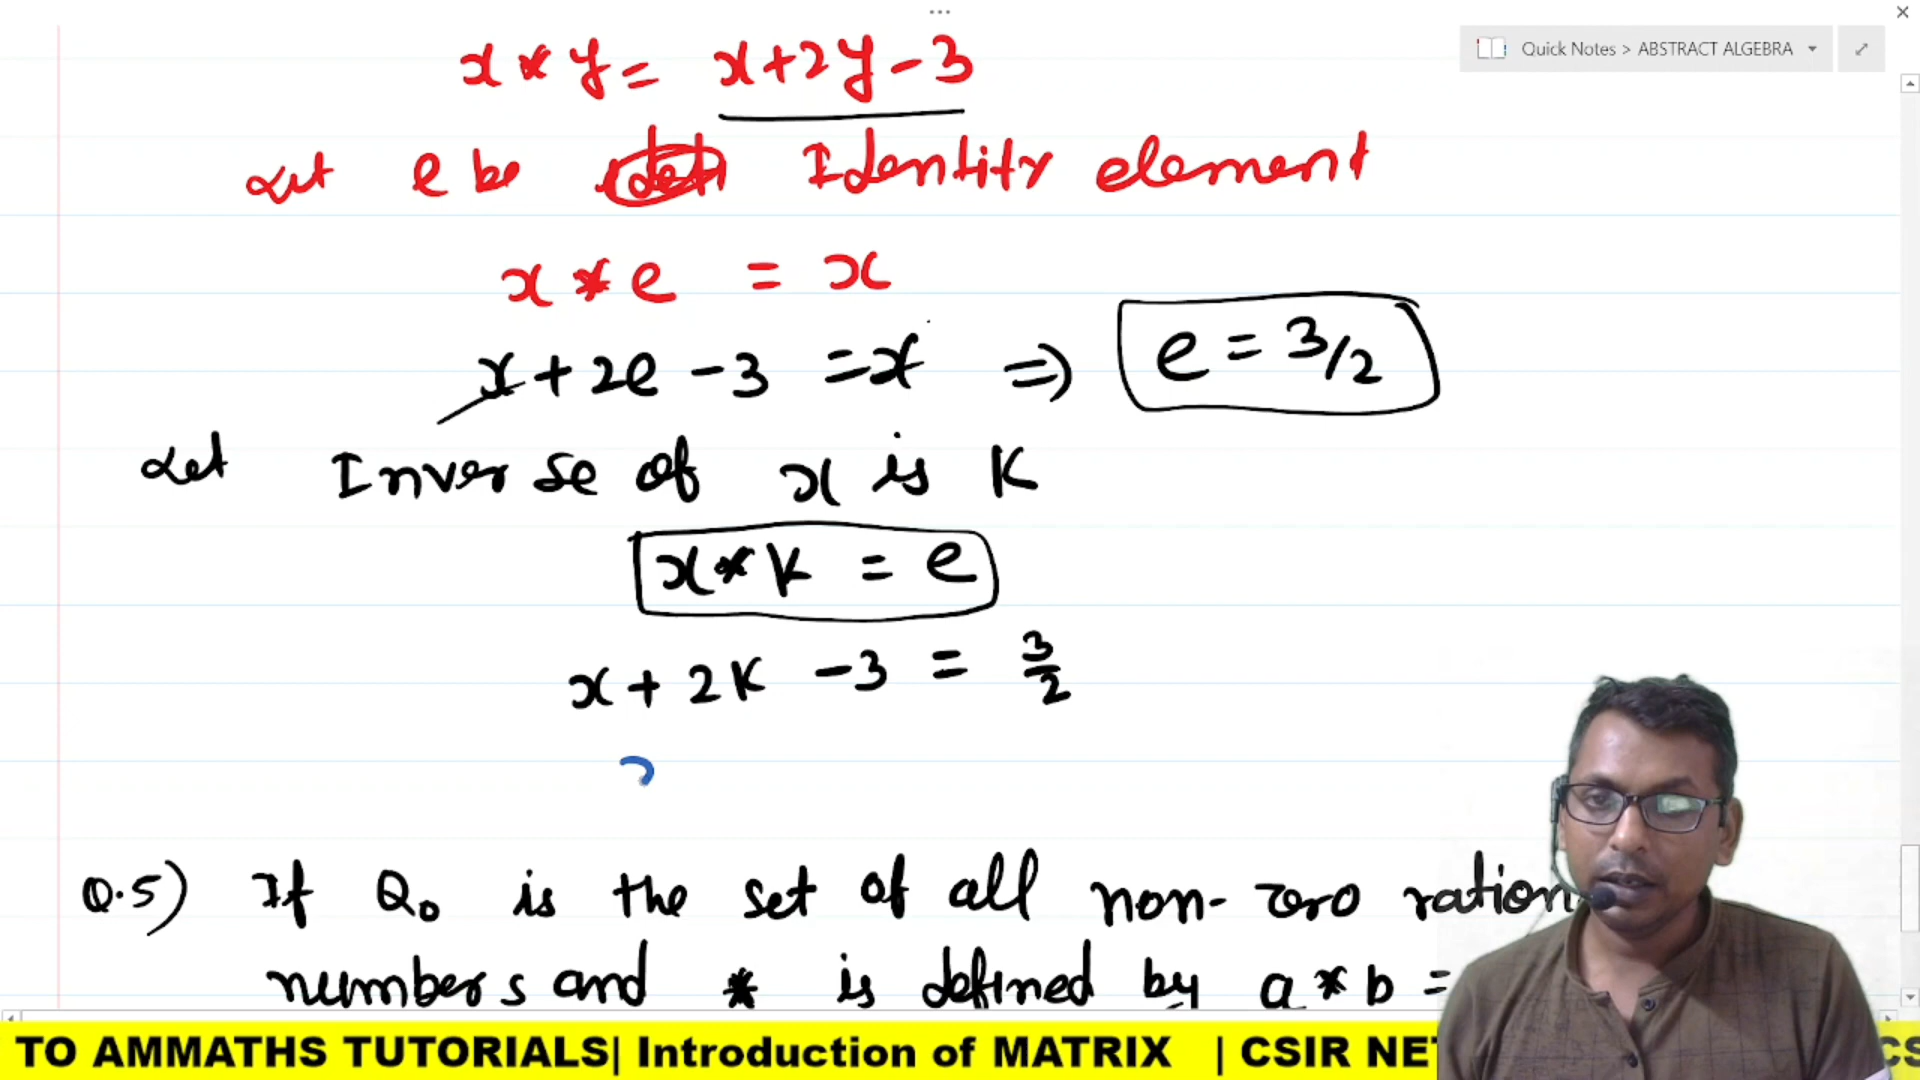 Quick Notes > ABSTRACT ALGEBRA
x * y = x+2y-3
Let e be Identity element
x * e = x
x + 2e - 3 = x ⇒ e = 3/2
Let Inverse of x is K
x * K = e
x + 2K - 3 = 3/2
Q.5) If Q₀ is the set of all non-zero ration
numbers and * is defined by a * b =
TO AMMATHS TUTORIALS| Introduction of MATRIX | CSIR NET